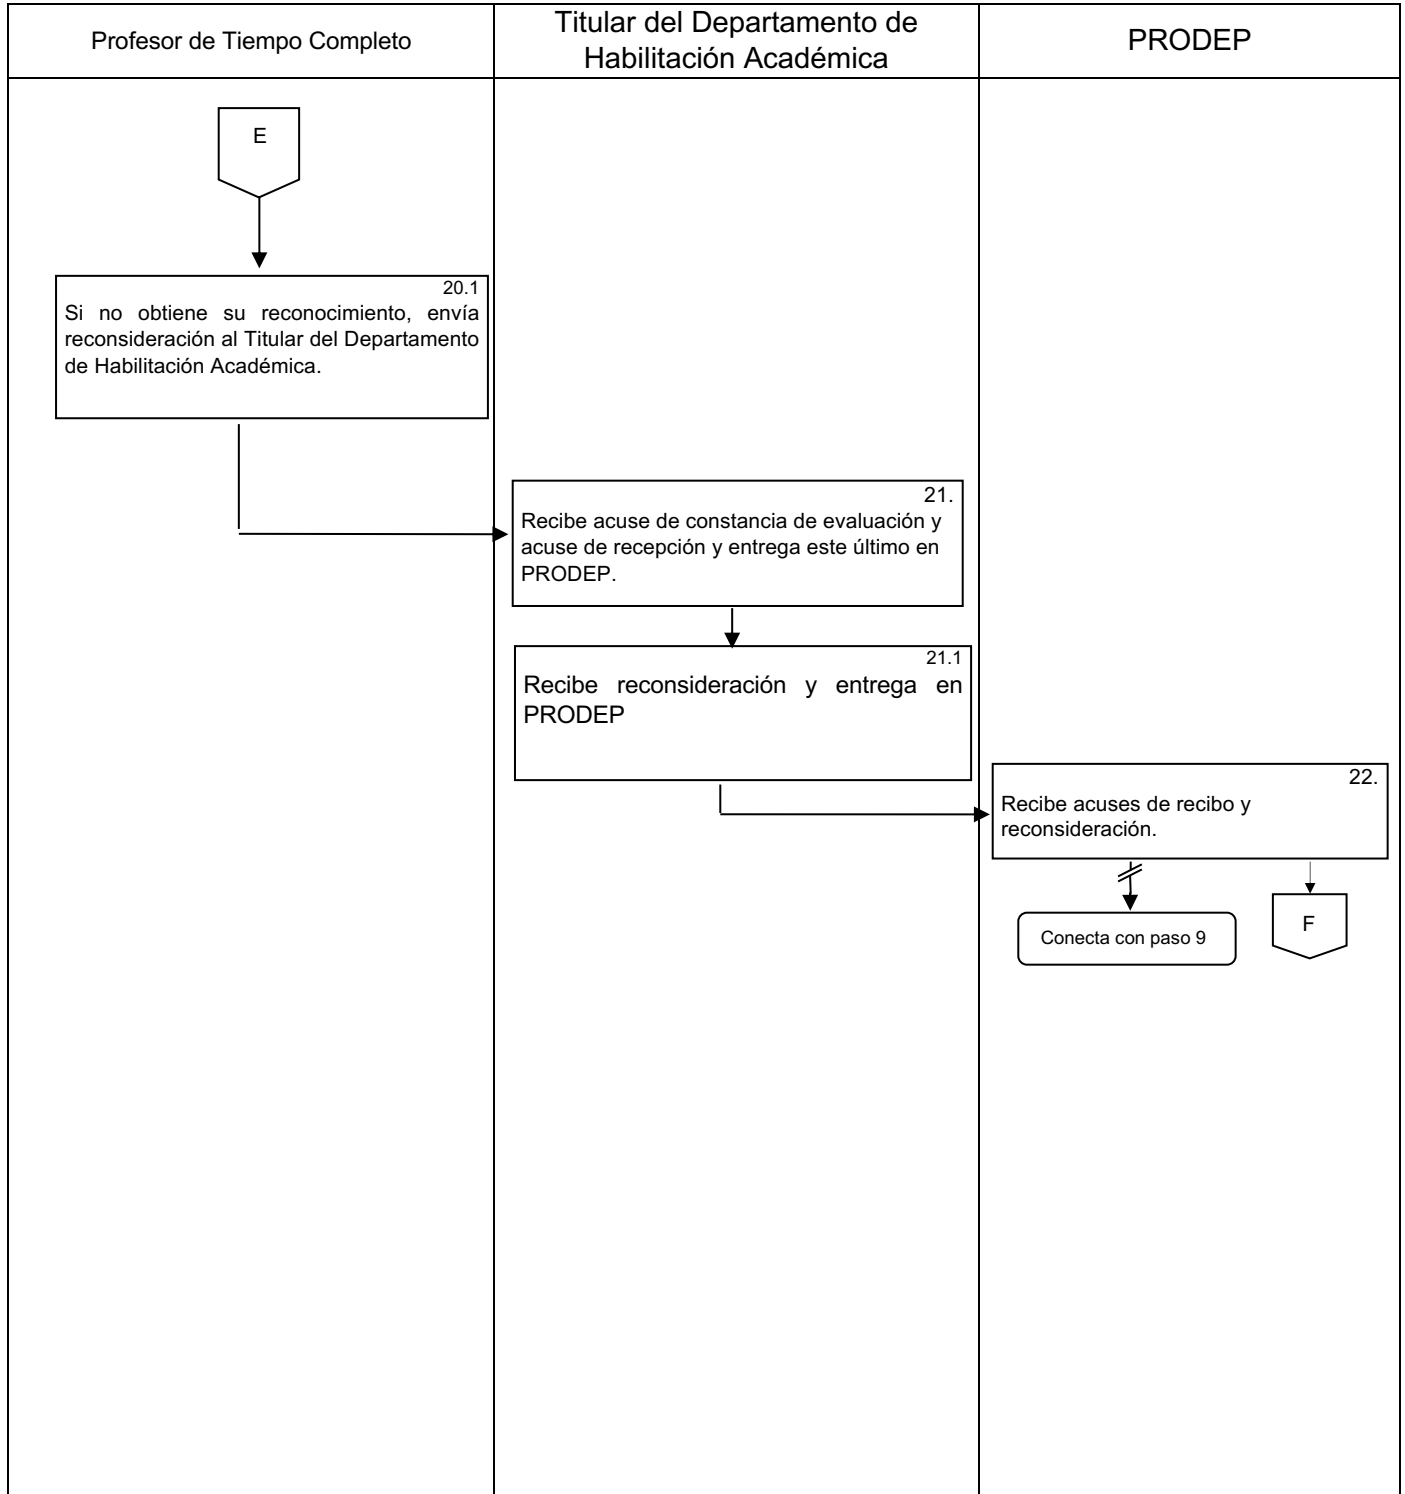 Profesor de Tiempo Completo
Titular del Departamento de
Habilitación Académica
PRODEP
E
20.1
Si no obtiene su reconocimiento, envía
reconsideración al Titular del Departamento
de Habilitación Académica.
21.
Recibe acuse de constancia de evaluación y
acuse de recepción y entrega este último en
PRODEP.
21.1
Recibe reconsideración y entrega en
PRODEP
22.
Recibe acuses de recibo y
reconsideración.
Conecta con paso 9
F